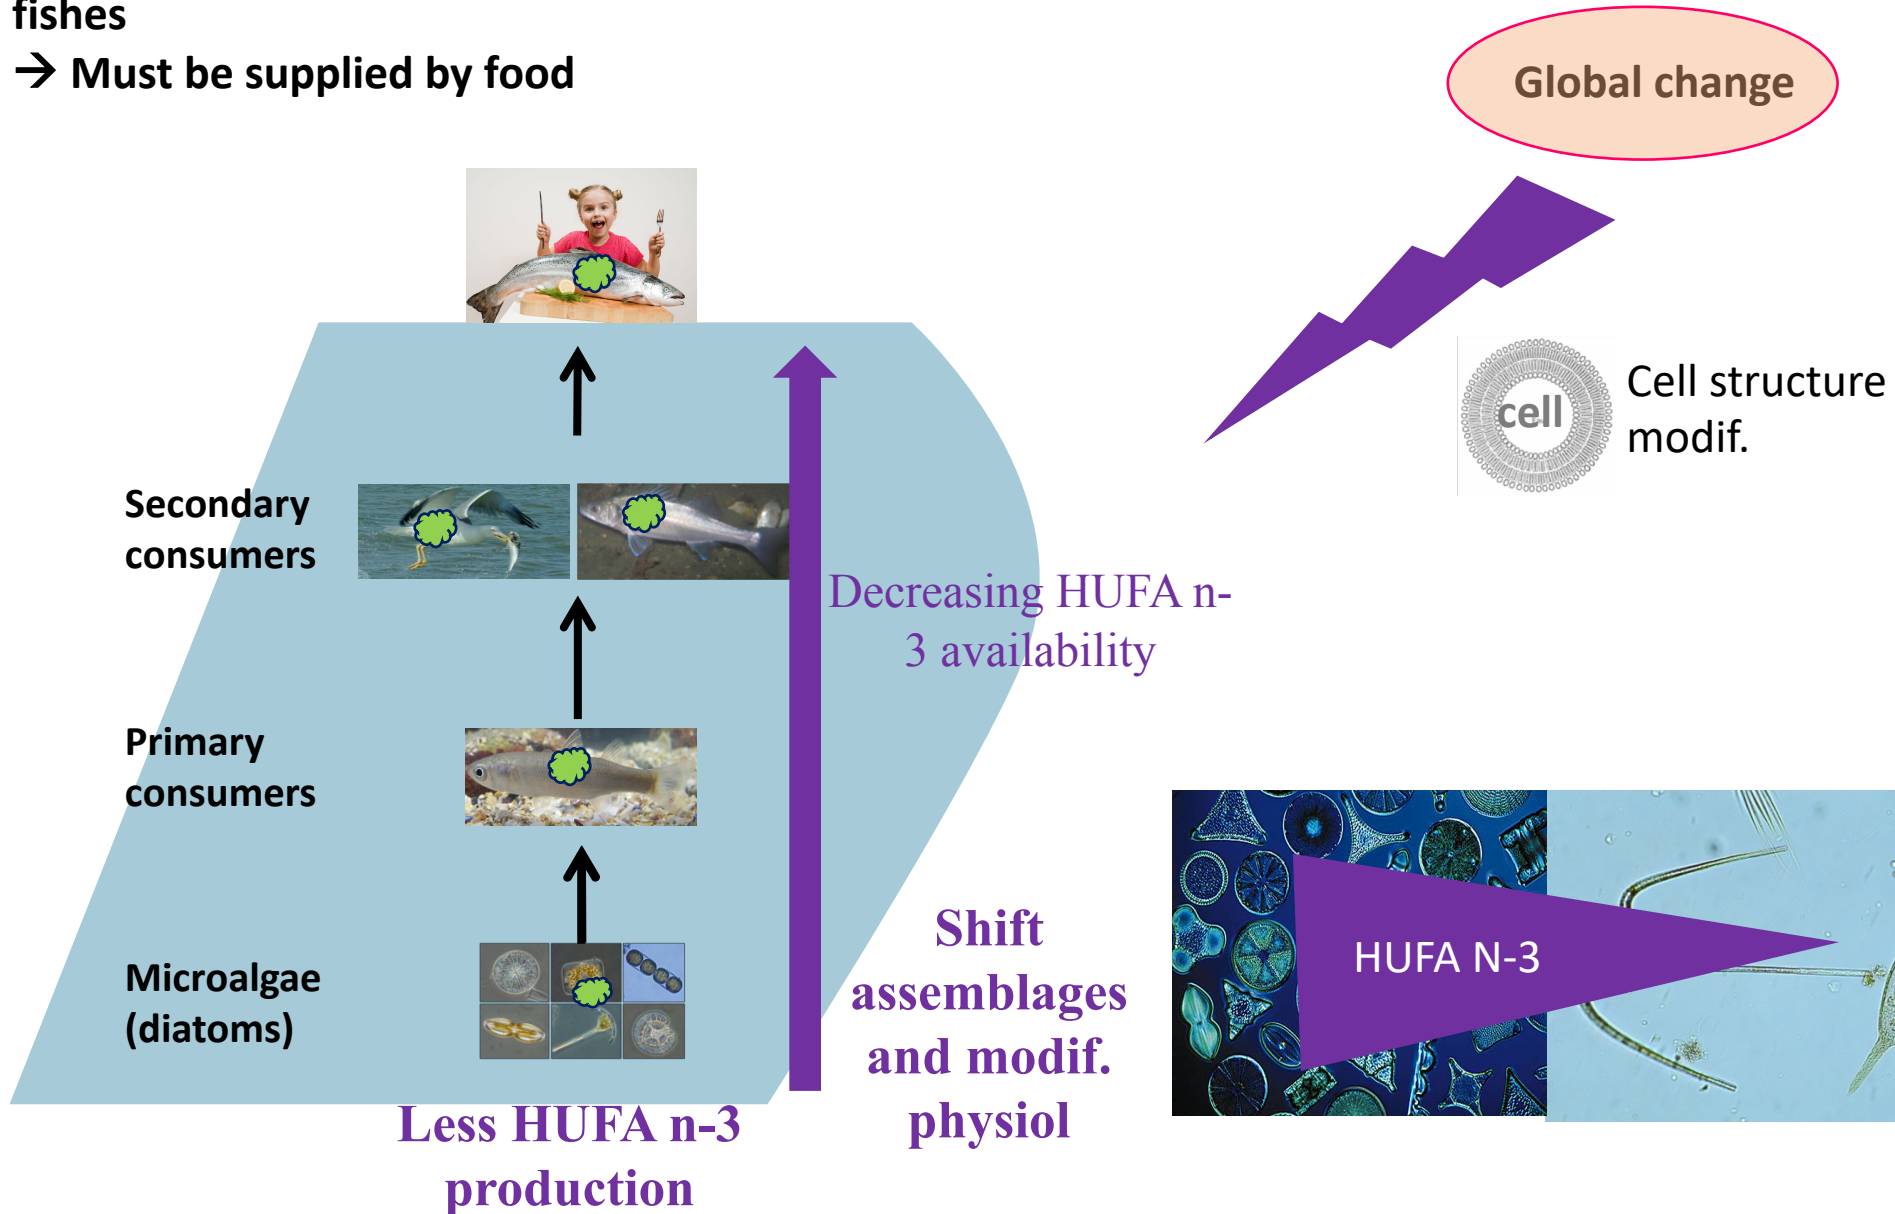 fishes
→ Must be supplied by food
Global change
cell
Cell structure
modif.
Secondary
consumers
Decreasing HUFA n-
3 availability
Primary
consumers
Microalgae
(diatoms)
Shift
assemblages
and modif.
physiol
HUFA N-3
Less HUFA n-3
production